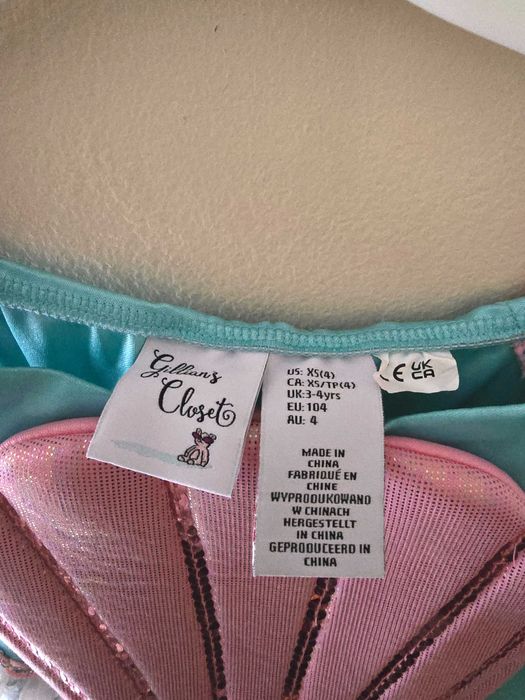 Gillian's
Closet
US: XS(4)
CA: XS/TP(4)
UK:3-4yrs
EU: 104
AU: 4
MADE IN
CHINA
FABRIQUÉ EN
CHINE
WYPRODUKOWANO
W CHINACH
HERGESTELLT
IN CHINA
GEPRODUCEERD IN
CHINA
CE UK
CA